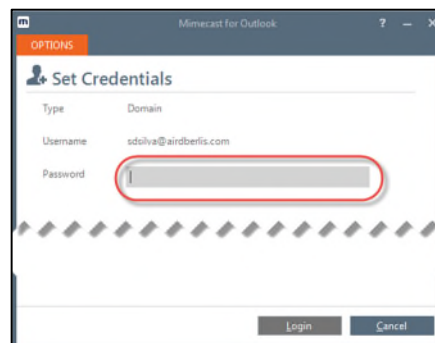 m Mimecast for Outlook ? – ×
OPTIONS
Set Credentials
Type Domain
Username sdsilva@airdberlis.com
Password
Login Cancel